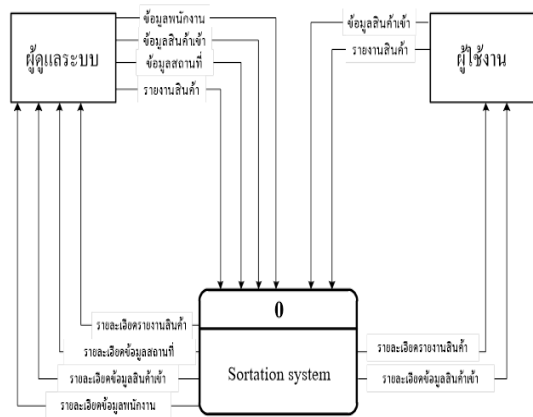 ผู้ดูแลระบบ
ข้อมูลพนักงาน
ข้อมูลสินค้าเข้า
ข้อมูลสถานที่
รายงานสินค้า
ข้อมูลสินค้าเข้า
รายงานสินค้า
ผู้ใช้งาน
0
Sortation system
รายละเอียดรายงานสินค้า
รายละเอียดข้อมูลสถานที่
รายละเอียดข้อมูลสินค้าเข้า
รายละเอียดข้อมูลพนักงาน
รายละเอียดรายงานสินค้า
รายละเอียดข้อมูลสินค้าเข้า